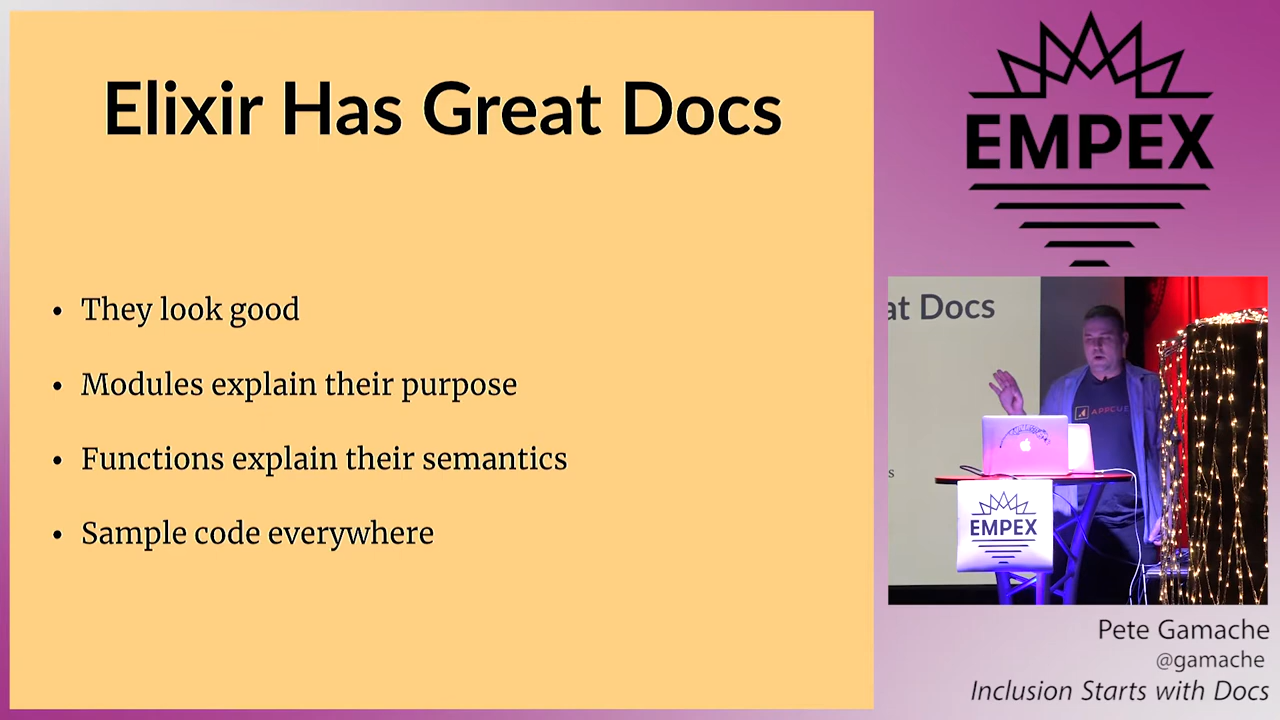 Elixir Has Great Docs
• They look good
• Modules explain their purpose
• Functions explain their semantics
• Sample code everywhere
EMPEX
at Docs
s
APPCUE
EMPEX
Pete Gamache
@gamache
Inclusion Starts with Docs